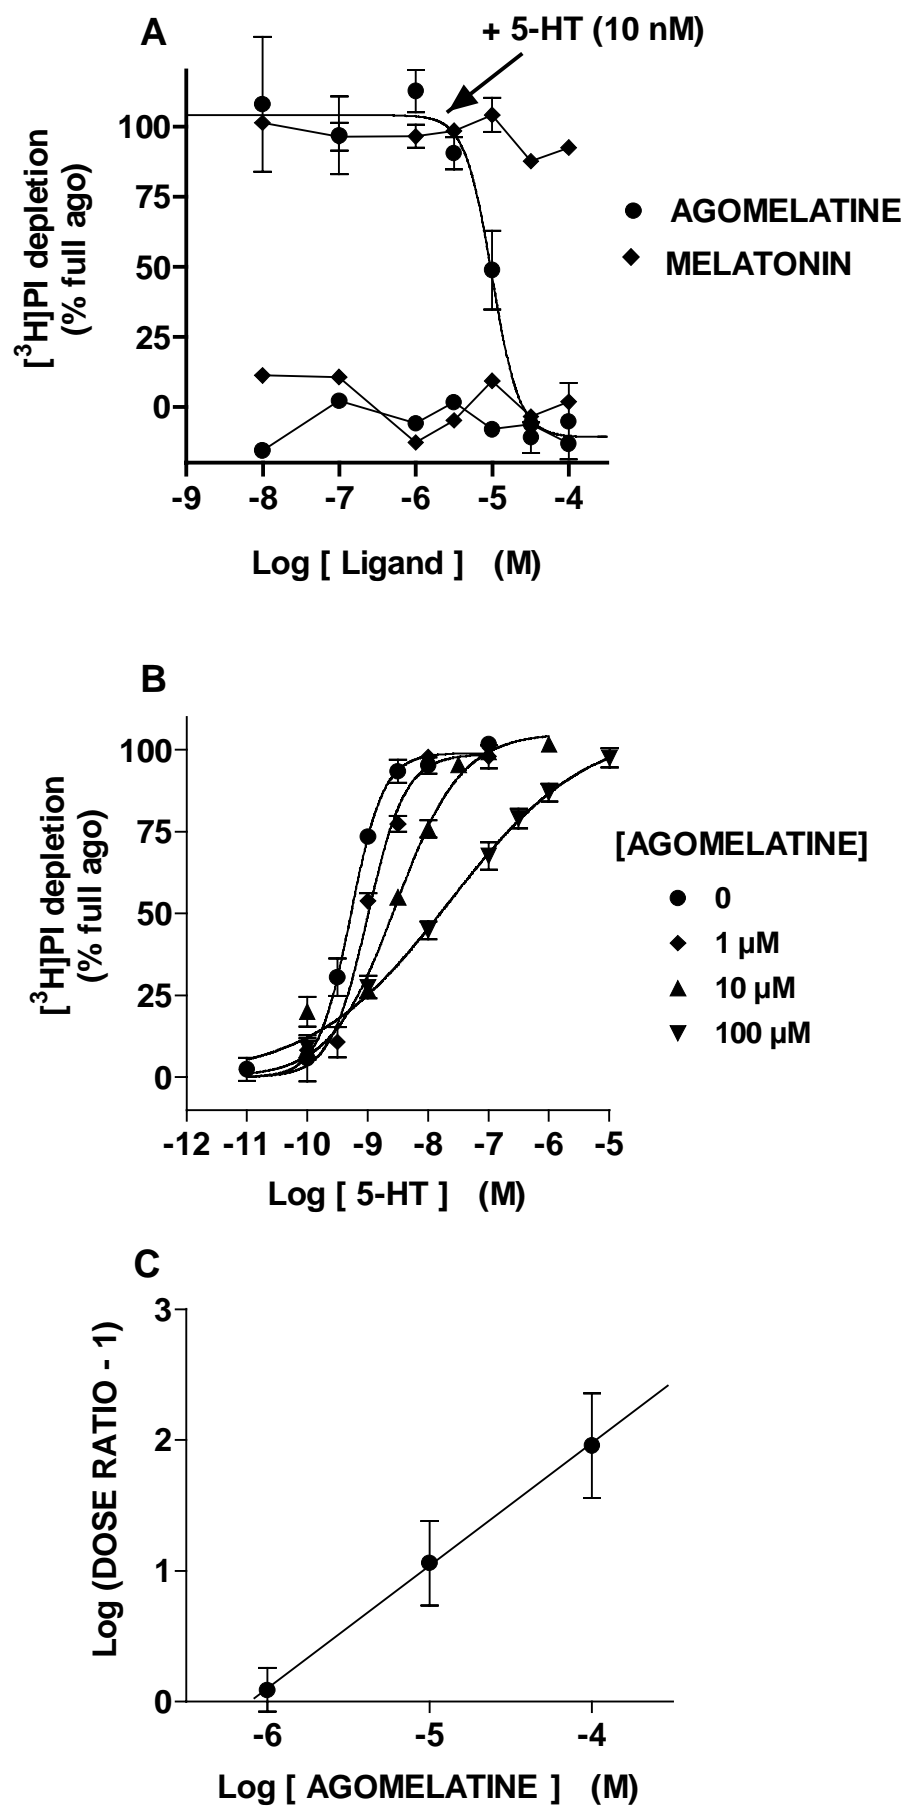 A
+ 5-HT (10 nM)
[³H]PI depletion
(% full ago)
100
75
50
25
0
AGOMELATINE
MELATONIN
-9 -8 -7 -6 -5 -4
Log [ Ligand ] (M)
B
[³H]PI depletion
(% full ago)
100
75
50
25
0
[AGOMELATINE]
0
1 µM
10 µM
100 µM
-12 -11 -10 -9 -8 -7 -6 -5
Log [ 5-HT ] (M)
C
Log (DOSE RATIO - 1)
3
2
1
0
-6 -5 -4
Log [ AGOMELATINE ] (M)